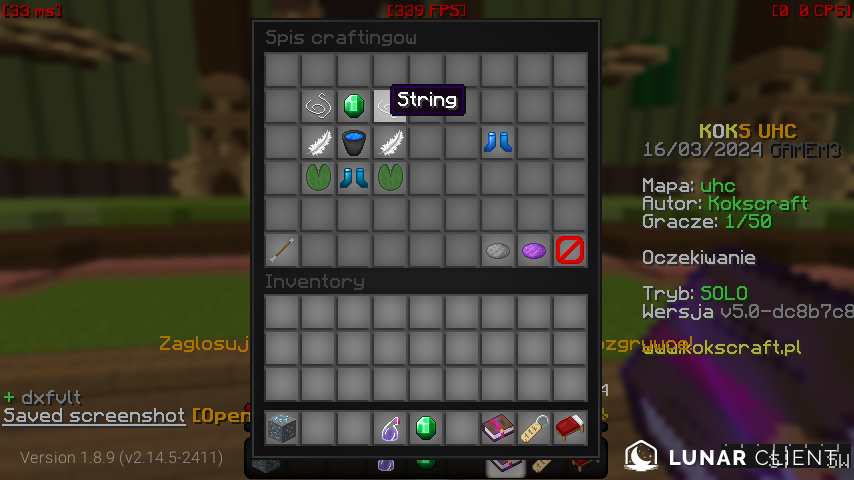 [33 ms]
[339 FPS]
[0 | 0 CPS]
Spis craftingow
String
KOKS UHC
16/03/2024 GAMEM3
Mapa: uhc
Autor: Kokscraft
Gracze: 1/50
Oczekiwanie
Tryb: SOLO
Wersja v5.0-dc8b7c8
www.kokscraft.pl
Inventory
Zaglosuj
+ dxfvlt
Saved screenshot [Open
Version 1.8.9 (v2.14.5-2411)
LUNAR CLIENT